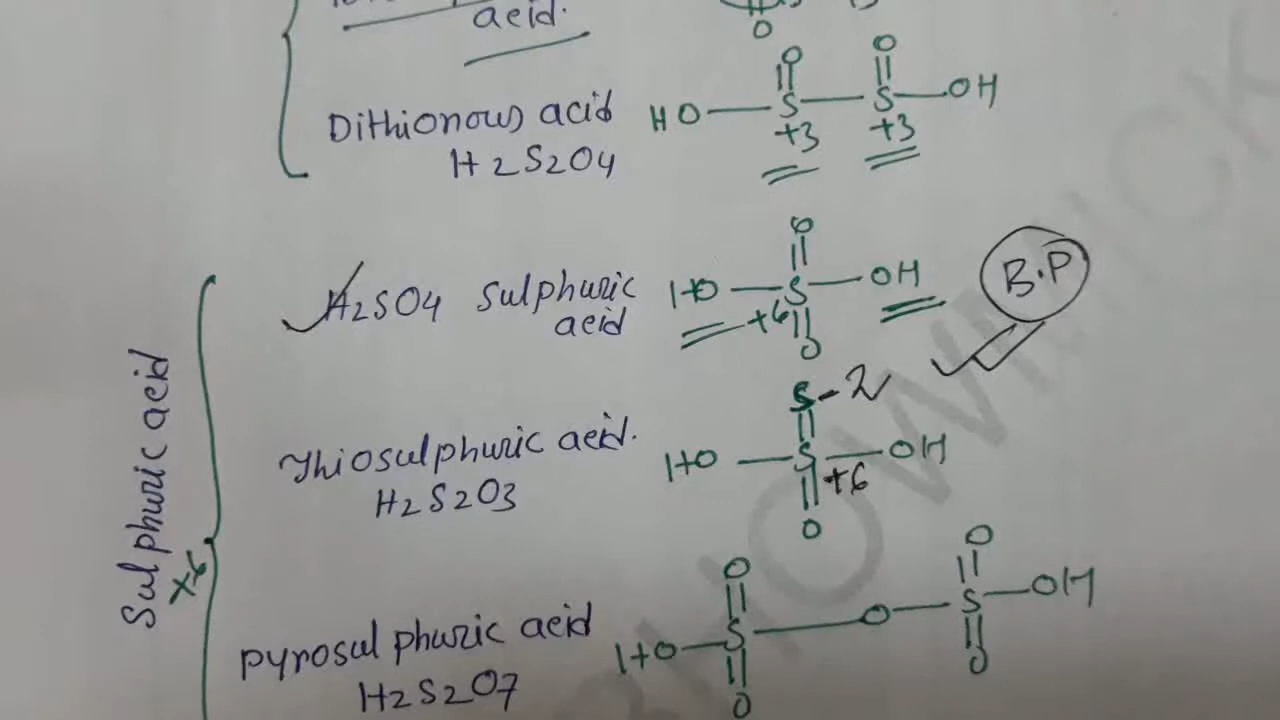 acid.
O
O O
Dithionous acid HO S S OH
+3 +3
H2S2O4
O
H2SO4 Sulphuric acid HO S OH B.P
+6
O
S-2
Thiosulphuric acid. HO S OH
+6
H2S2O3
O
Sulphuric acid
+6
O O
Pyrosulphuric acid HO S O S OH
H2S2O7
O O